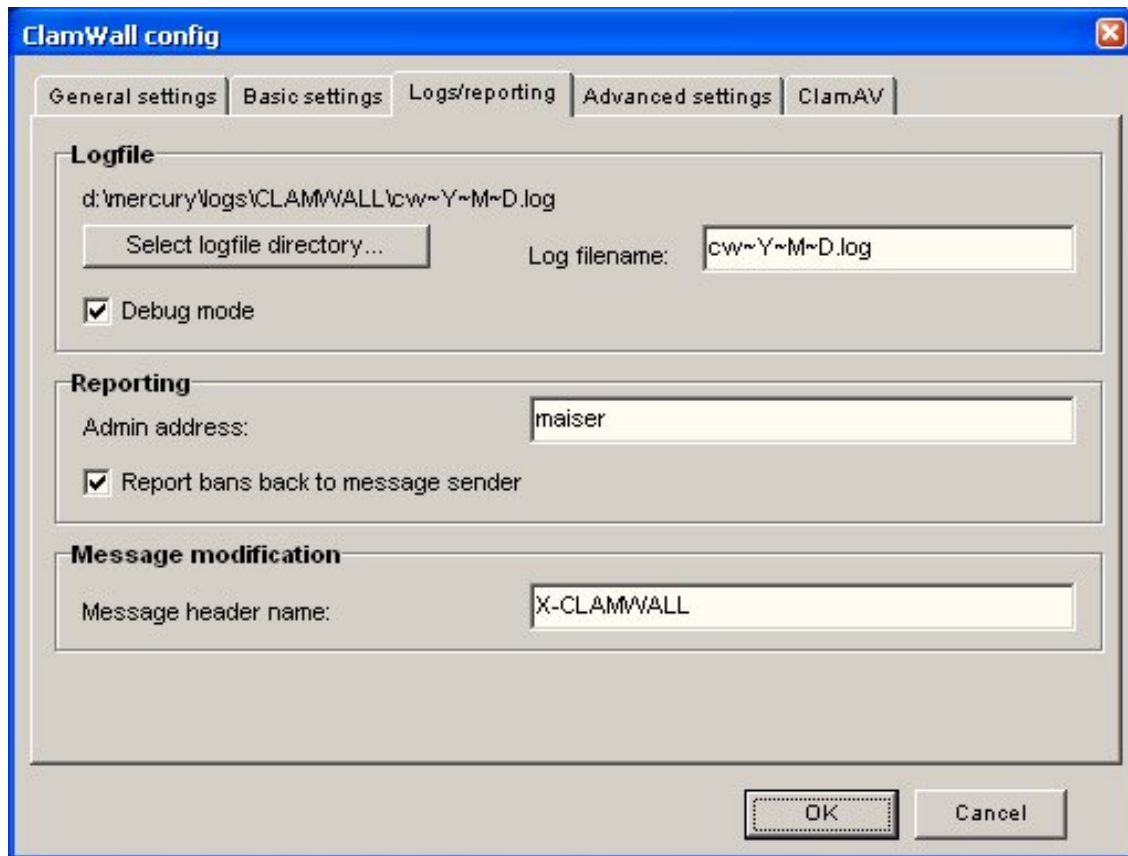 ClamWall config
General settings
Basic settings
Logs/reporting
Advanced settings
ClamAV
Logfile
d:\mercury\logs\CLAMWALL\cw~Y~M~D.log
Select logfile directory...
Log filename:
cw~Y~M~D.log
Debug mode
Reporting
Admin address:
maiser
Report bans back to message sender
Message modification
Message header name:
X-CLAMWALL
OK
Cancel